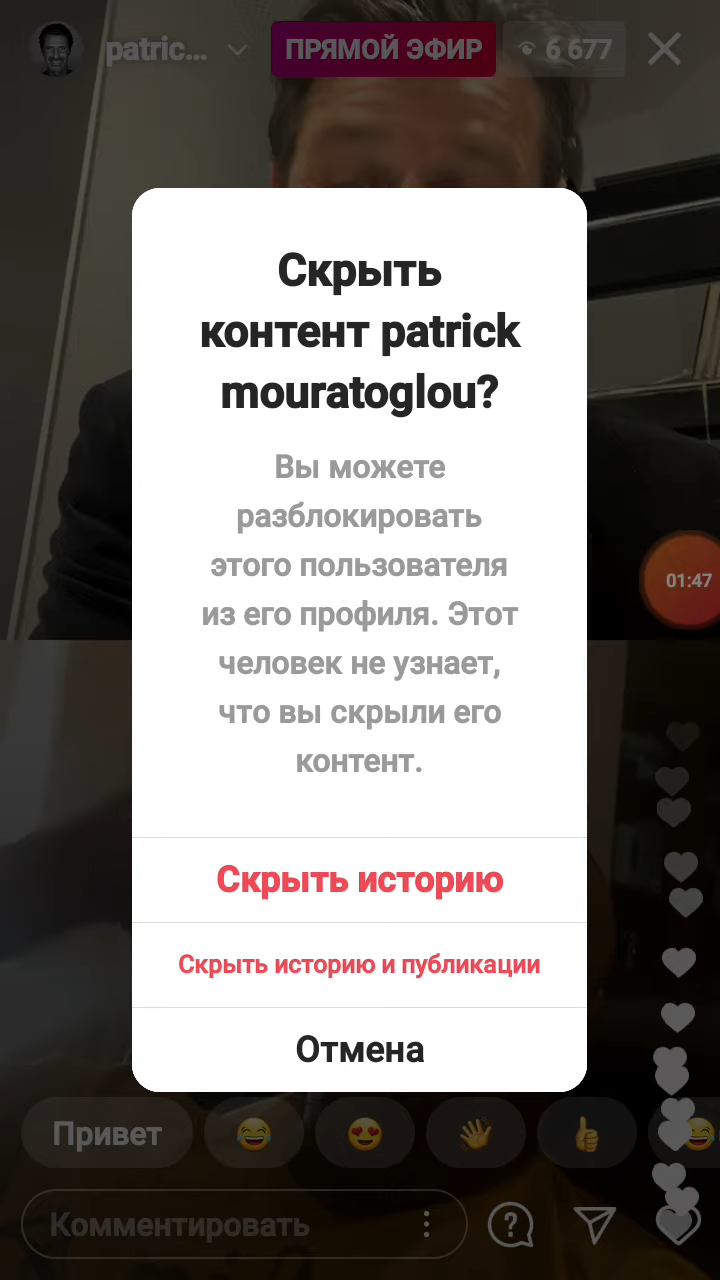 patric...
ПРЯМОЙ ЭФИР
6 677
Скрыть
контент patrick
mouratoglou?
Вы можете
разблокировать
этого пользователя
из его профиля. Этот
человек не узнает,
что вы скрыли его
контент.
01:47
Скрыть историю
Скрыть историю и публикации
Отмена
Привет
Комментировать